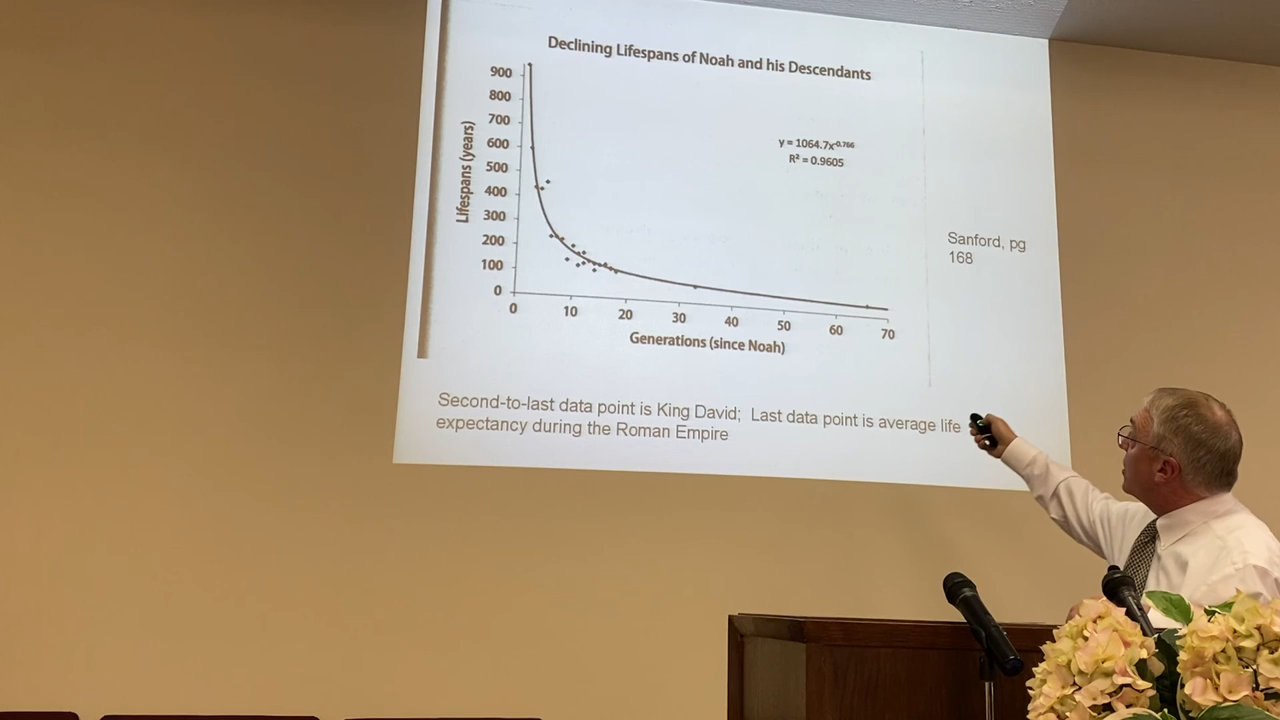 Declining Lifespans of Noah and his Descendants
Lifespans (years)
900
800
700
600
500
400
300
200
100
0
y = 1064.7x-0.766
R² = 0.9605
0 10 20 30 40 50 60 70
Generations (since Noah)
Sanford, pg
168
Second-to-last data point is King David; Last data point is average life
expectancy during the Roman Empire